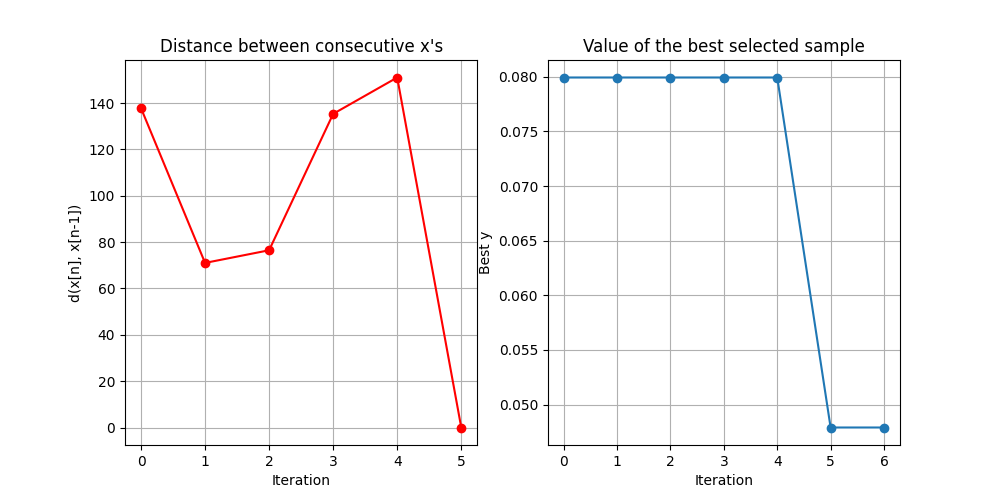 Distance between consecutive x's
d(x[n], x[n-1])
140
120
100
80
60
40
20
0
0 1 2 3 4 5
Iteration
Value of the best selected sample
Best y
0.080
0.075
0.070
0.065
0.060
0.055
0.050
0 1 2 3 4 5 6
Iteration